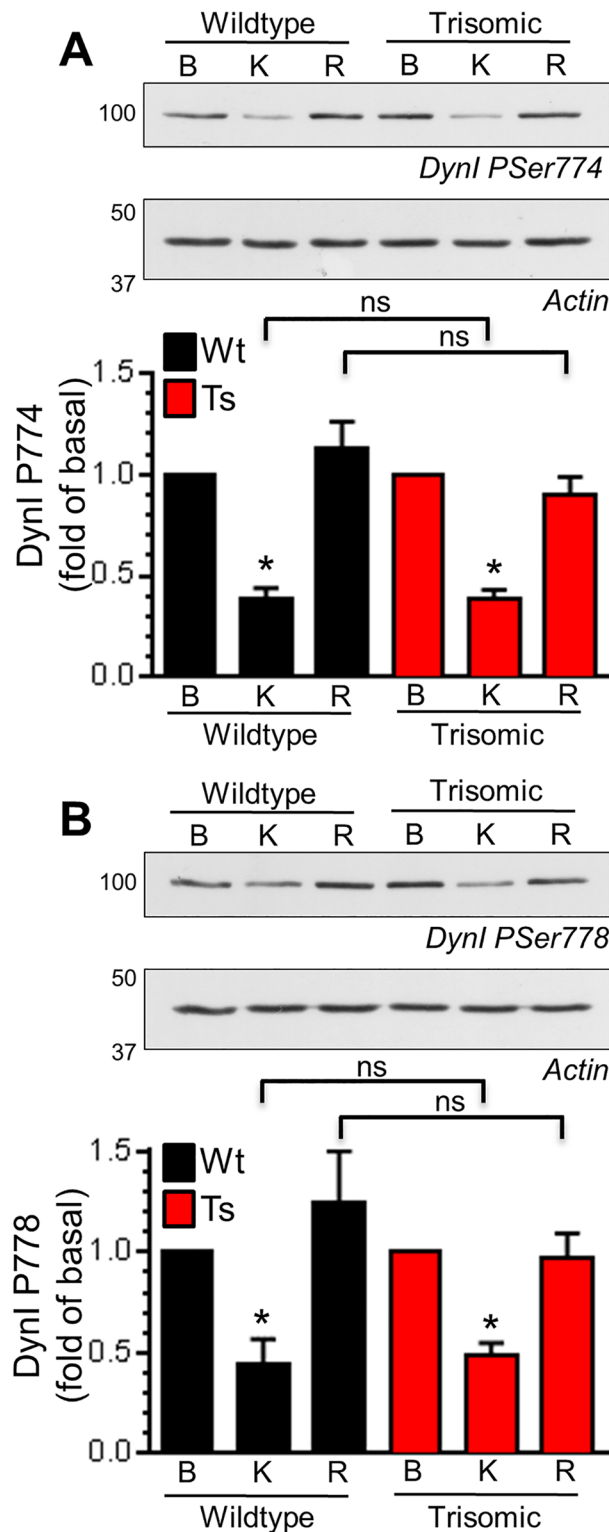 A
Wildtype Trisomic
B K R B K R
100
DynI PSer774
50
37
Actin
ns
ns
Wt
Ts
DynI P774
(fold of basal)
1.5
1.0
0.5
0.0
* *
B K R B K R
Wildtype Trisomic
B
Wildtype Trisomic
B K R B K R
100
DynI PSer778
50
37
Actin
ns
ns
Wt
Ts
DynI P778
(fold of basal)
1.5
1.0
0.5
0.0
* *
B K R B K R
Wildtype Trisomic